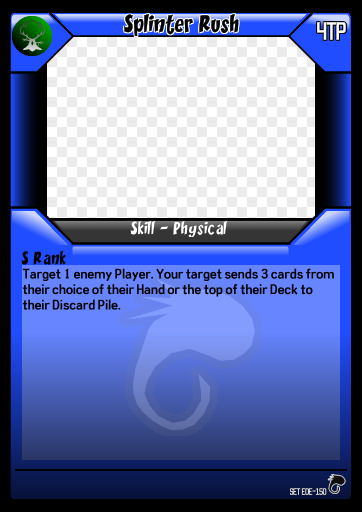 Splinter Rush
4TP
Skill - Physical
S Rank
Target 1 enemy Player. Your target sends 3 cards from
their choice of their Hand or the top of their Deck to
their Discard Pile.
SET EOE-150